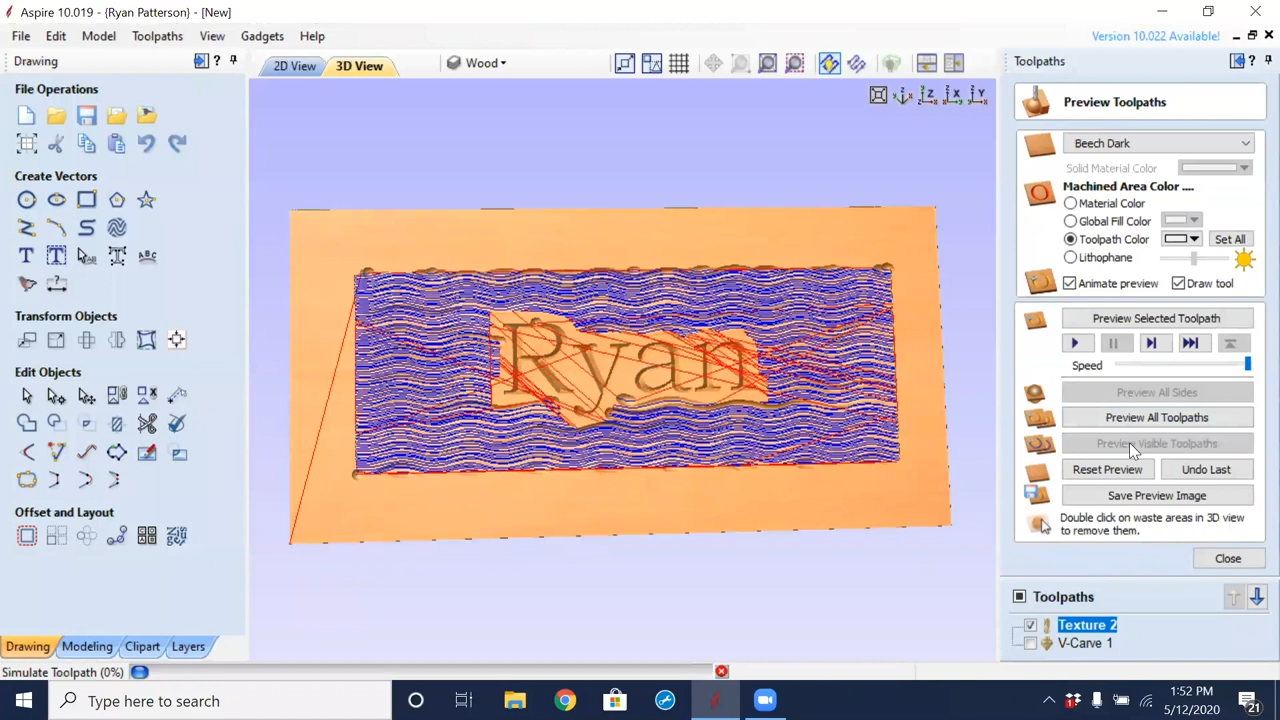 Aspire 10.019 - {Ryan Patterson} - [New]
File Edit Model Toolpaths View Gadgets Help
Version 10.022 Available!
Drawing
?
2D View
3D View
Wood
Toolpaths
?
File Operations
Z X Y
Preview Toolpaths
Beech Dark
Solid Material Color
Create Vectors
Machined Area Color ....
Material Color
Global Fill Color
Toolpath Color
Set All
Lithophane
T T T ABC
Animate preview
Draw tool
Transform Objects
Preview Selected Toolpath
Ryan
Speed
Edit Objects
Preview All Sides
Preview All Toolpaths
Preview Visible Toolpaths
Reset Preview
Undo Last
Save Preview Image
Offset and Layout
Double click on waste areas in 3D view
to remove them.
Close
Toolpaths
Texture 2
V-Carve 1
Drawing
Modeling
Clipart
Layers
Simulate Toolpath (0%)
Type here to search
1:52 PM
5/12/2020
21